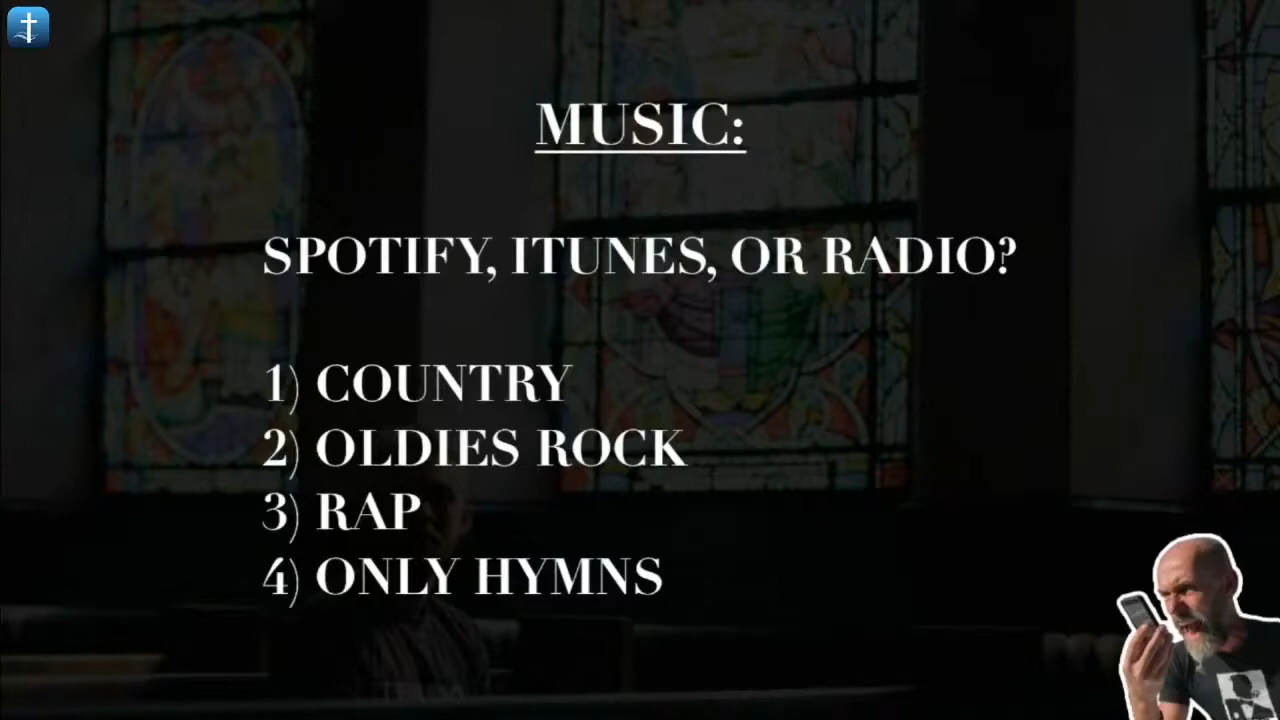 MUSIC:
SPOTIFY, ITUNES, OR RADIO?
1) COUNTRY
2) OLDIES ROCK
3) RAP
4) ONLY HYMNS